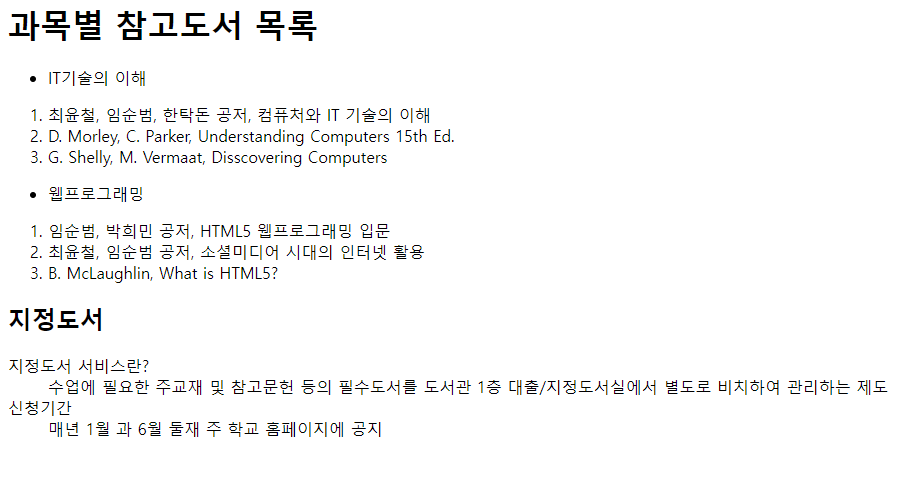 과목별 참고도서 목록
• IT기술의 이해
1. 최윤철, 임순범, 한탁돈 공저, 컴퓨처와 IT 기술의 이해
2. D. Morley, C. Parker, Understanding Computers 15th Ed.
3. G. Shelly, M. Vermaat, Disscovering Computers
• 웹프로그래밍
1. 임순범, 박희민 공저, HTML5 웹프로그래밍 입문
2. 최윤철, 임순범 공저, 소셜미디어 시대의 인터넷 활용
3. B. McLaughlin, What is HTML5?
지정도서
지정도서 서비스란?
수업에 필요한 주교재 및 참고문헌 등의 필수도서를 도서관 1층 대출/지정도서실에서 별도로 비치하여 관리하는 제도
신청기간
매년 1월 과 6월 둘재 주 학교 홈페이지에 공지